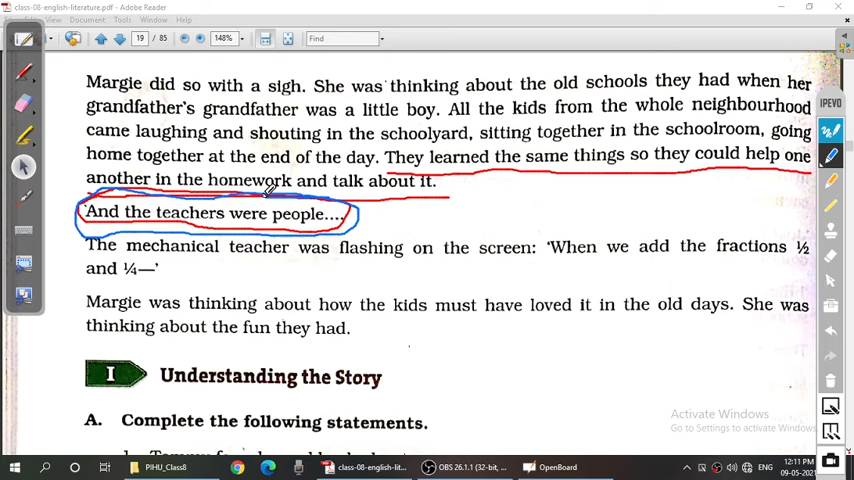 class-08-english-literature.pdf - Adobe Reader
View Document Tools Window Help
19 / 85 148% Find
Margie did so with a sigh. She was thinking about the old schools they had when her
grandfather's grandfather was a little boy. All the kids from the whole neighbourhood
came laughing and shouting in the schoolyard, sitting together in the schoolroom, going
home together at the end of the day. They learned the same things so they could help one
another in the homework and talk about it.
And the teachers were people....
The mechanical teacher was flashing on the screen: 'When we add the fractions ½
and ¼—'
Margie was thinking about how the kids must have loved it in the old days. She was
thinking about the fun they had.
I Understanding the Story
A. Complete the following statements.
IPEVO
Activate Windows
Go to Settings to activate Windows.
PIHU_Class8
class-08-english-lit...
OBS 26.1.1 (32-bit, ...
OpenBoard
ENG
12:11 PM
09-05-2021